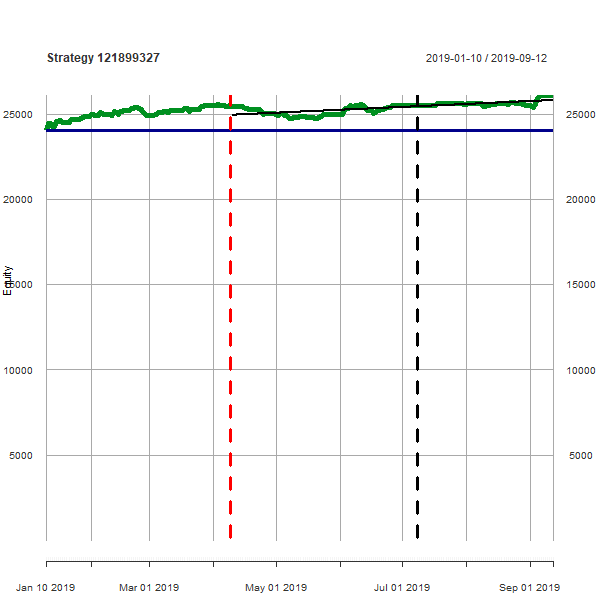 Strategy 121899327
2019-01-10 / 2019-09-12
25000
25000
20000
20000
Equity
15000
15000
10000
10000
5000
5000
Jan 10 2019
Mar 01 2019
May 01 2019
Jul 01 2019
Sep 01 2019